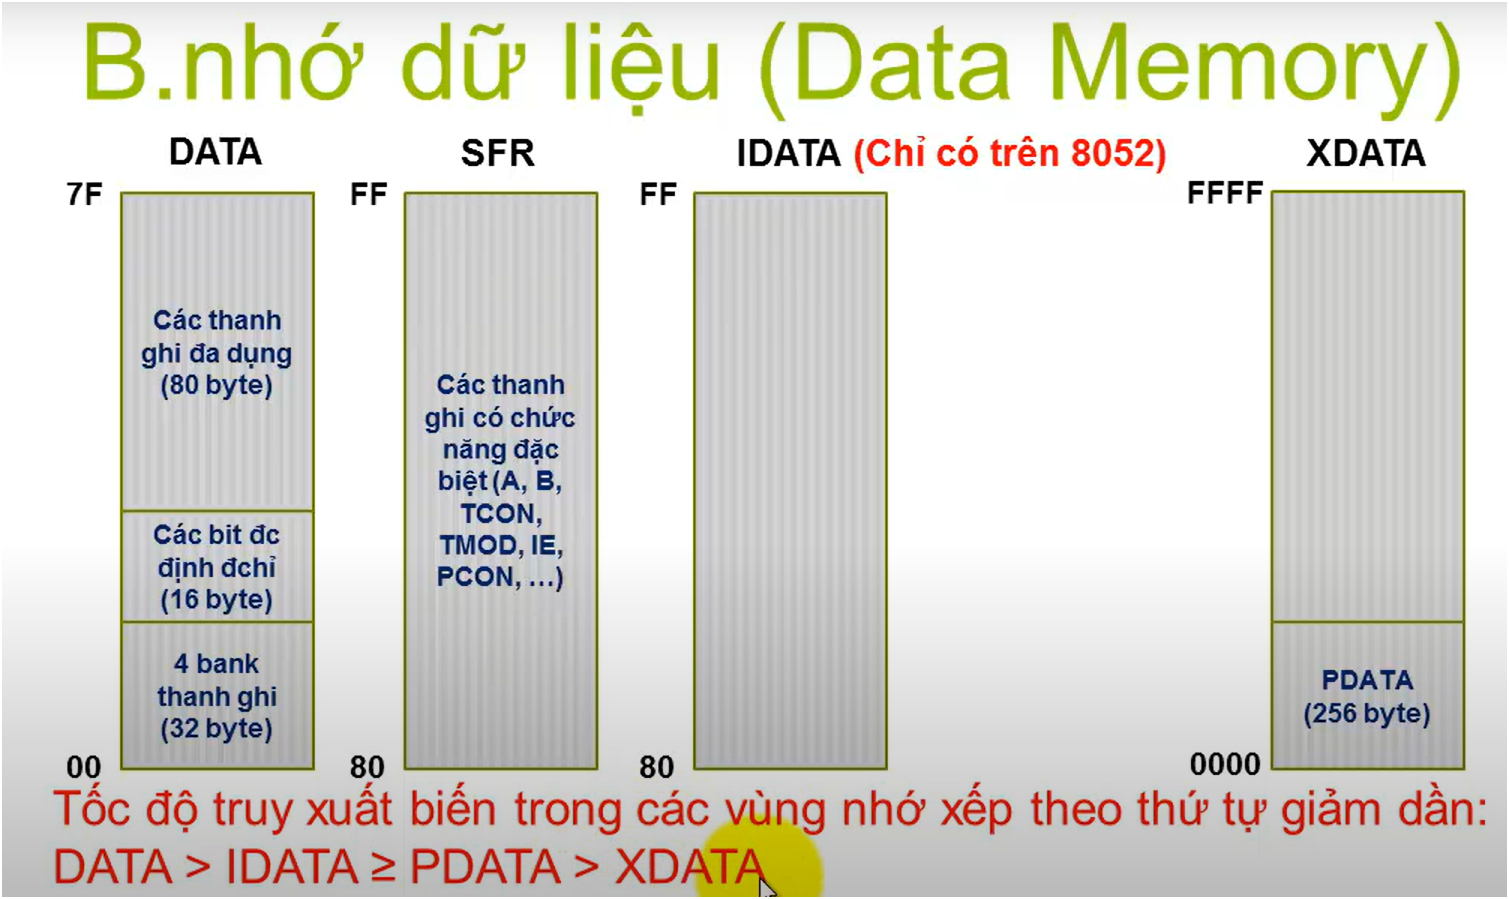 B.nhớ dữ liệu (Data Memory)
DATA
SFR
IDATA (Chỉ có trên 8052)
XDATA
7F
Các thanh
ghi đa dụng
(80 byte)
Các bit đc
định đchỉ
(16 byte)
4 bank
thanh ghi
(32 byte)
00
FF
Các thanh
ghi có chức
năng đặc
biệt (A, B,
TCON,
TMOD, IE,
PCON, ...)
80
FF
80
FFFF
PDATA
(256 byte)
0000
Tốc độ truy xuất biến trong các vùng nhớ xếp theo thứ tự giảm dần:
DATA > IDATA ≥ PDATA > XDATA